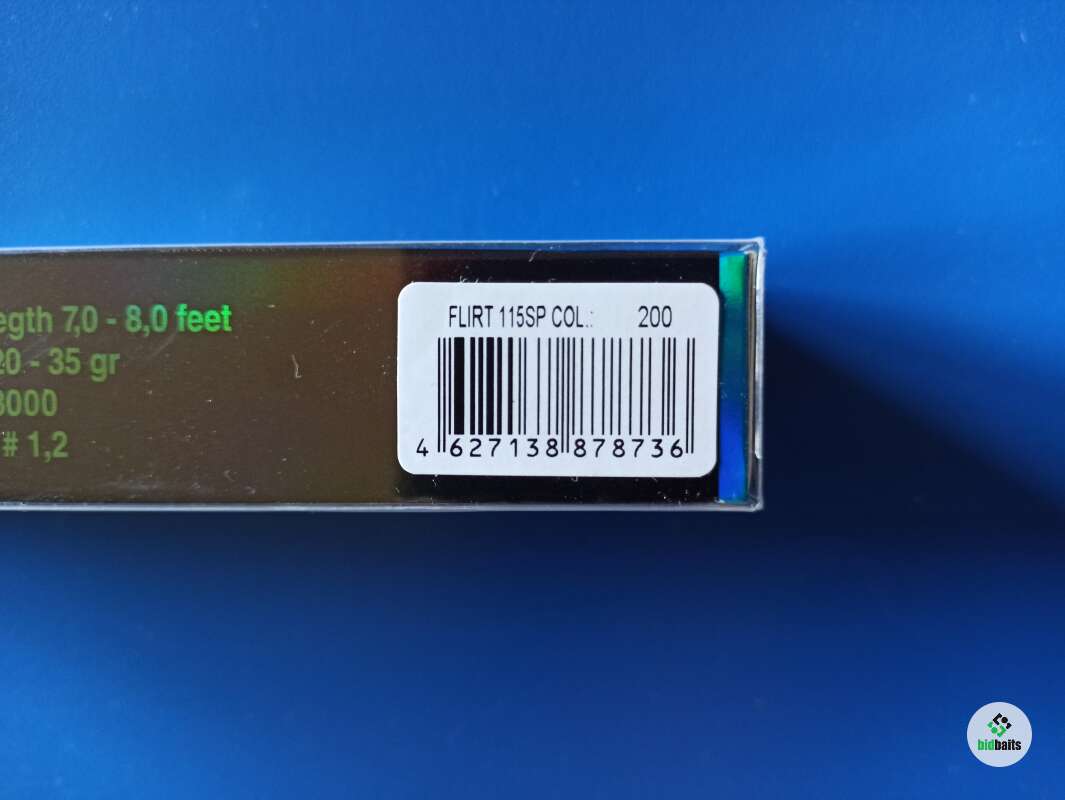 egth 7,0 - 8,0 feet
20 - 35 gr
3000
# 1,2
FLIRT 115SP COL.: 200
4 627138 878736
bidbaits